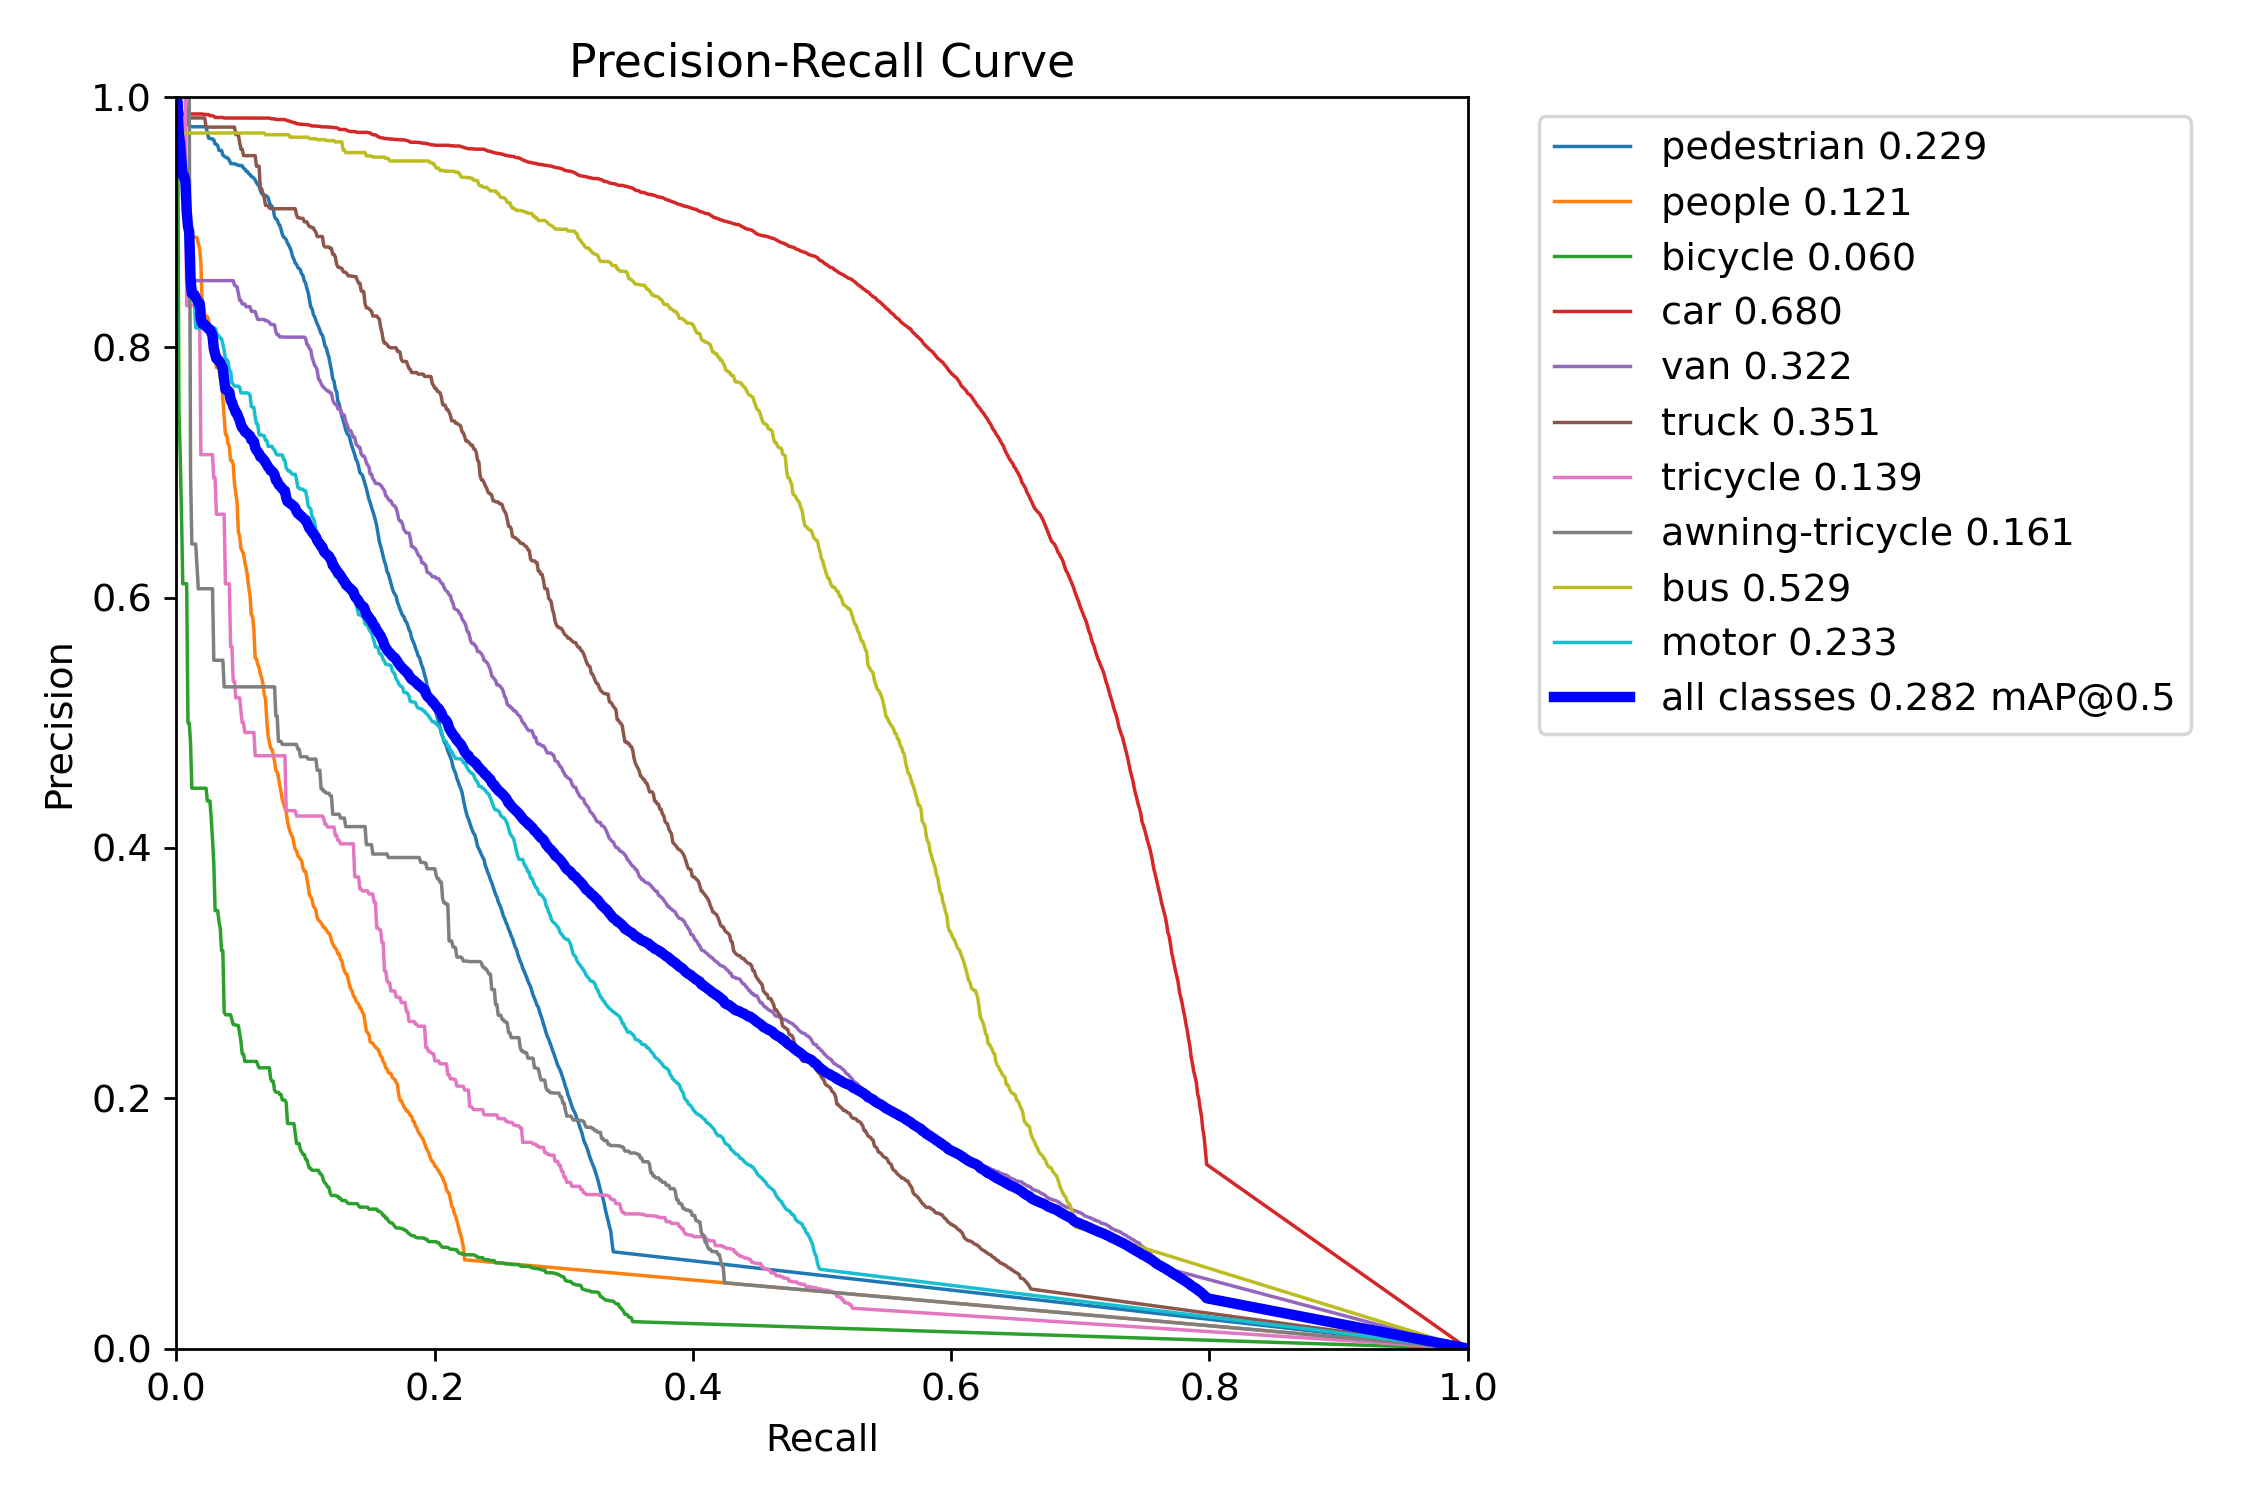 Precision-Recall Curve
1.0
0.8
0.6
0.4
0.2
0.0
Precision
0.0 0.2 0.4 0.6 0.8 1.0
Recall
pedestrian 0.229
people 0.121
bicycle 0.060
car 0.680
van 0.322
truck 0.351
tricycle 0.139
awning-tricycle 0.161
bus 0.529
motor 0.233
all classes 0.282 mAP@0.5